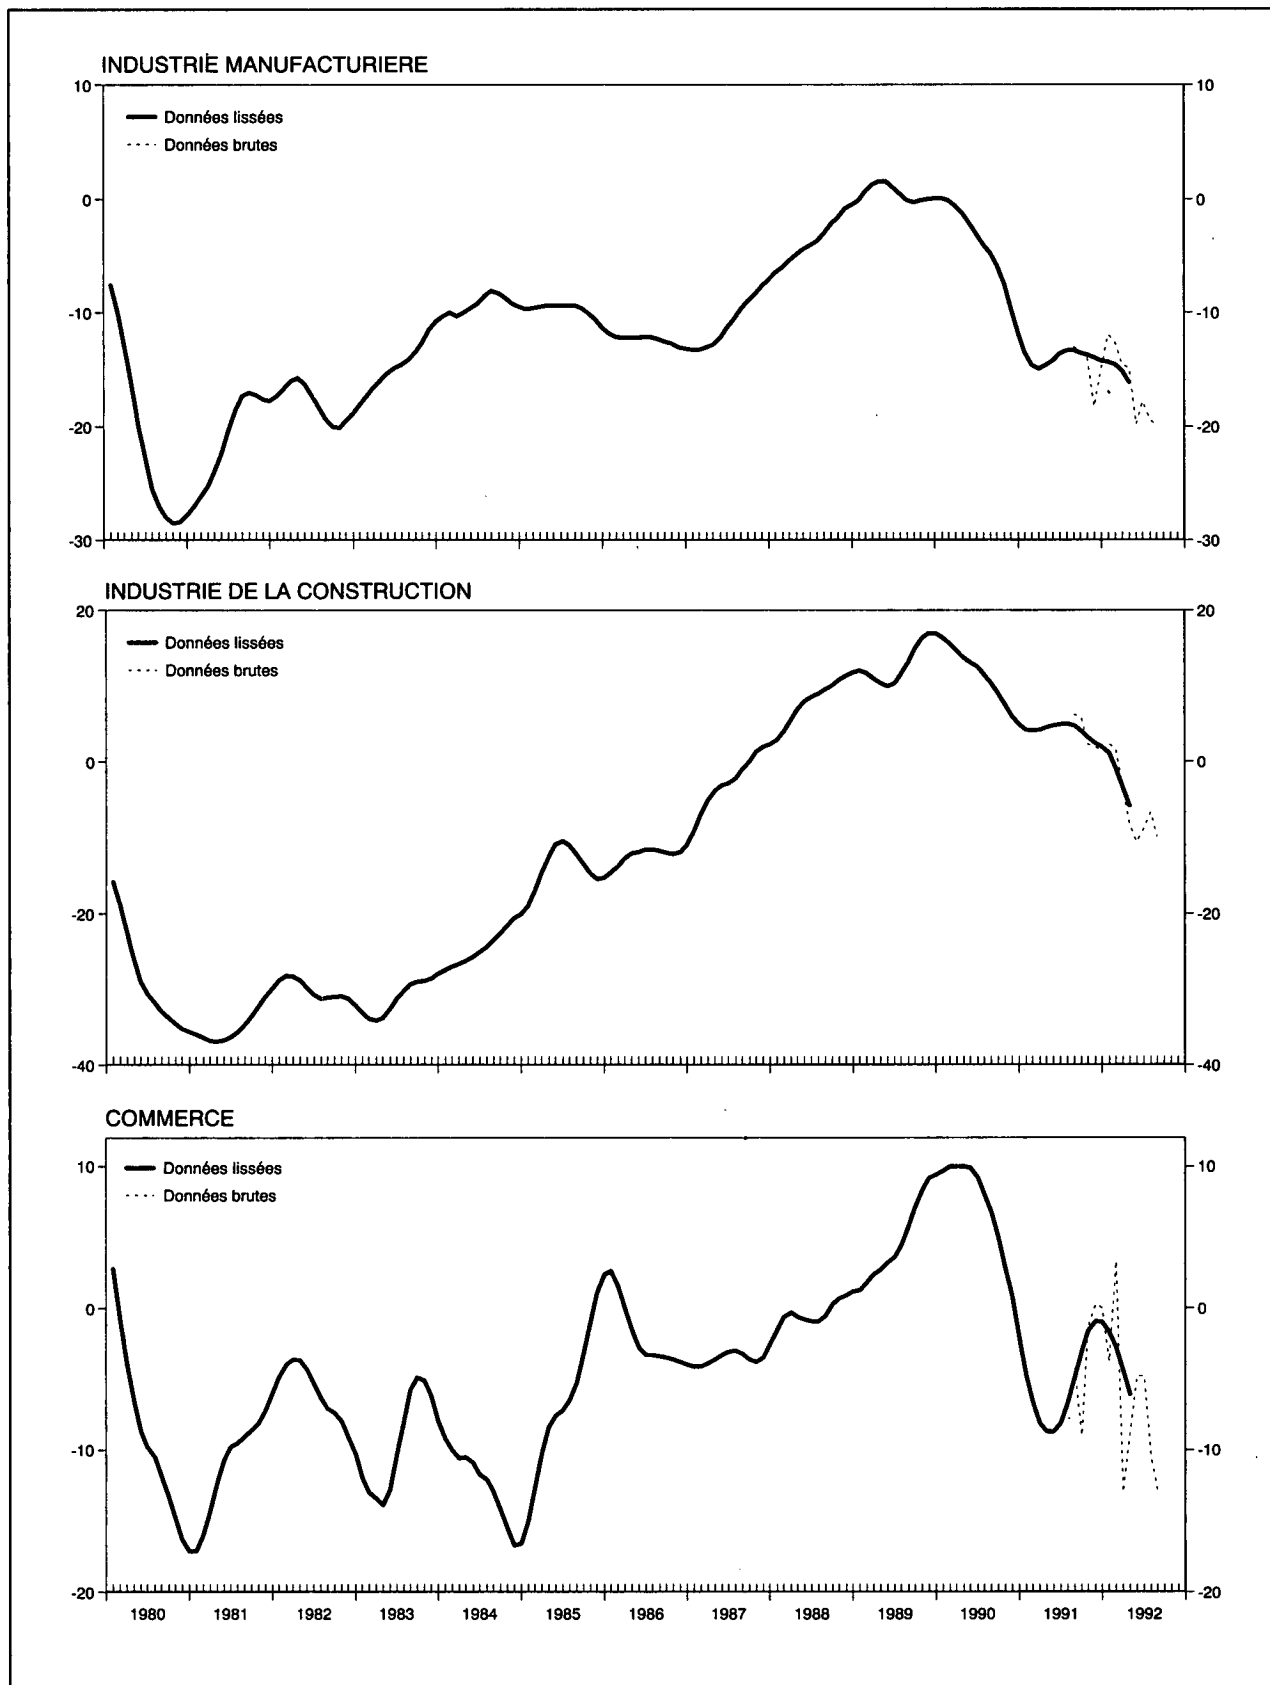 INDUSTRIE MANUFACTURIERE
10 10
Données lissées
Données brutes
0 0
-10 -10
-20 -20
-30 -30
INDUSTRIE DE LA CONSTRUCTION
20 20
Données lissées
Données brutes
0 0
-20 -20
-40 -40
COMMERCE
10 10
Données lissées
Données brutes
0 0
-10 -10
-20 -20
1980 1981 1982 1983 1984 1985 1986 1987 1988 1989 1990 1991 1992